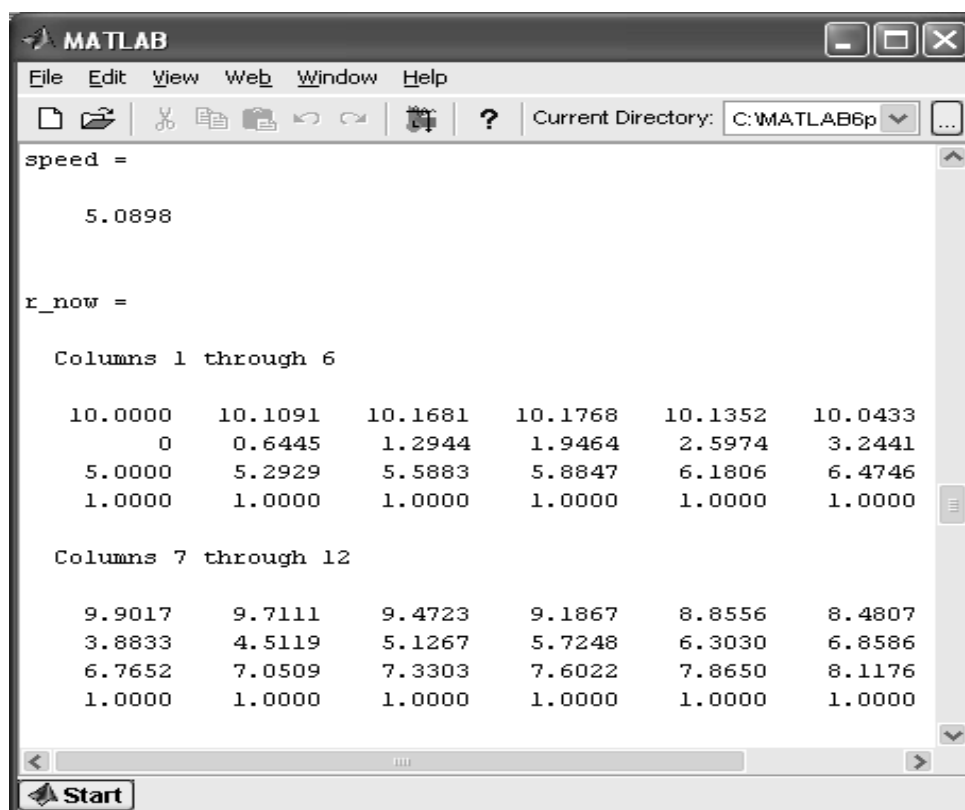 MATLAB
File Edit View Web Window Help
? Current Directory: C:\MATLAB6p ...
speed =
5.0898
r_now =
Columns 1 through 6
10.0000 10.1091 10.1681 10.1768 10.1352 10.0433
0 0.6445 1.2944 1.9464 2.5974 3.2441
5.0000 5.2929 5.5883 5.8847 6.1806 6.4746
1.0000 1.0000 1.0000 1.0000 1.0000 1.0000
Columns 7 through 12
9.9017 9.7111 9.4723 9.1867 8.8556 8.4807
3.8833 4.5119 5.1267 5.7248 6.3030 6.8586
6.7652 7.0509 7.3303 7.6022 7.8650 8.1176
1.0000 1.0000 1.0000 1.0000 1.0000 1.0000
Start